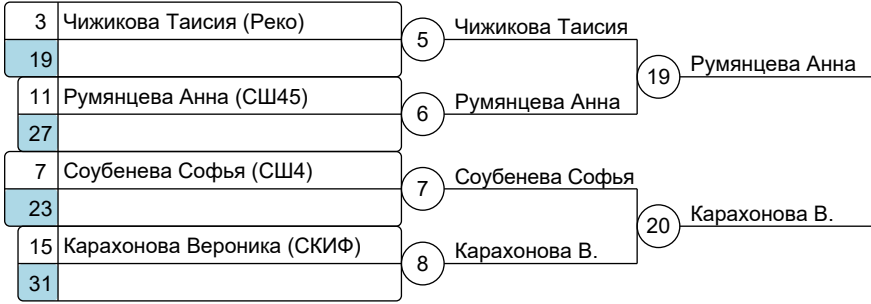 3 Чижикова Таисия (Реко)
19
5 Чижикова Таисия
11 Румянцева Анна (СШ45)
27
6 Румянцева Анна
19 Румянцева Анна
7 Соубенева Софья (СШ4)
23
7 Соубенева Софья
15 Карахонова Вероника (СКИФ)
31
8 Карахонова В.
20 Карахонова В.